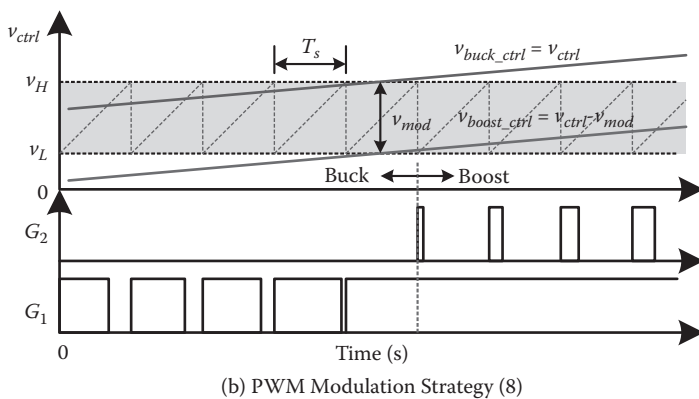 v_ctrl
T_s
v_buck_ctrl = v_ctrl
v_H
v_mod
v_boost_ctrl = v_ctrl-v_mod
v_L
0
Buck
Boost
G_2
G_1
0
Time (s)
(b) PWM Modulation Strategy (8)